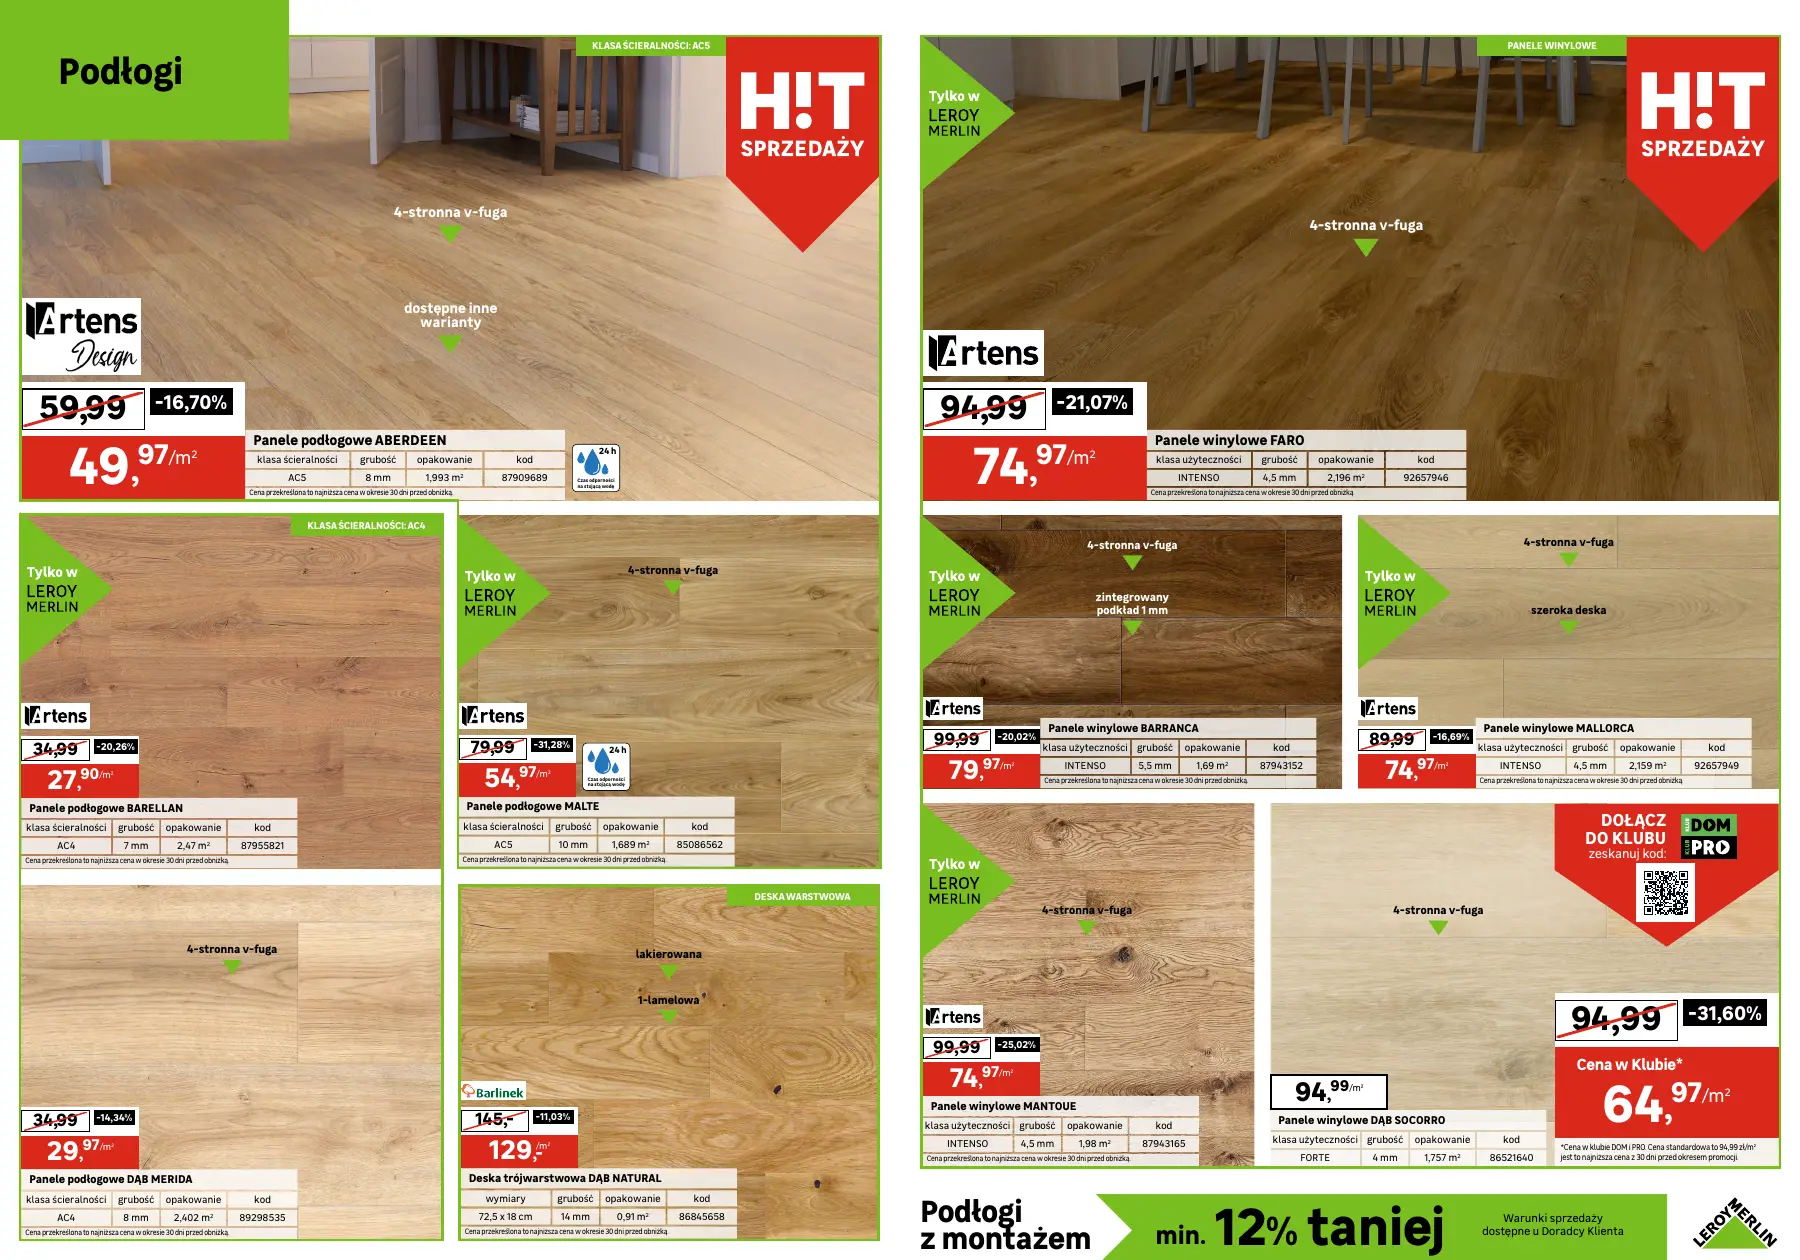 Podłogi
KLASA ŚCIERALNOŚCI: AC5
H!T
SPRZEDAŻY
4-stronna v-fuga
dostępne inne
warianty
Artens
Design
59,99
-16,70%
49,97/m²
Panele podłogowe ABERDEEN
klasa ścieralności grubość opakowanie kod
AC5 8 mm 1,993 m² 87909689
Cena przekreślona to najniższa cena w okresie 30 dni przed obniżką.
24 h
Czas odporności
na stojącą wodę
KLASA ŚCIERALNOŚCI: AC4
Tylko w
LEROY
MERLIN
Artens
34,99
-20,26%
27,90/m²
Panele podłogowe BARELLAN
klasa ścieralności grubość opakowanie kod
AC4 7 mm 2,47 m² 87955821
Cena przekreślona to najniższa cena w okresie 30 dni przed obniżką.
Tylko w
LEROY
MERLIN
4-stronna v-fuga
Artens
79,99
-31,28%
54,97/m²
24 h
Czas odporności
na stojącą wodę
Panele podłogowe MALTE
klasa ścieralności grubość opakowanie kod
AC5 10 mm 1,689 m² 85086562
Cena przekreślona to najniższa cena w okresie 30 dni przed obniżką.
4-stronna v-fuga
34,99
-14,34%
29,97/m²
Panele podłogowe DĄB MERIDA
klasa ścieralności grubość opakowanie kod
AC4 8 mm 2,402 m² 89298535
Cena przekreślona to najniższa cena w okresie 30 dni przed obniżką.
DESKA WARSTWOWA
lakierowana
1-lamelowa
Barlinek
145,-
-11,03%
129,-/m²
Deska trójwarstwowa DĄB NATURAL
wymiary grubość opakowanie kod
72,5 x 18 cm 14 mm 0,91 m² 86845658
Cena przekreślona to najniższa cena w okresie 30 dni przed obniżką.
PANELE WINYLOWE
Tylko w
LEROY
MERLIN
H!T
SPRZEDAŻY
4-stronna v-fuga
Artens
94,99
-21,07%
74,97/m²
Panele winylowe FARO
klasa użyteczności grubość opakowanie kod
INTENSO 4,5 mm 2,196 m² 92657946
Cena przekreślona to najniższa cena w okresie 30 dni przed obniżką.
Tylko w
LEROY
MERLIN
4-stronna v-fuga
zintegrowany
podkład 1 mm
Artens
99,99
-20,02%
79,97/m²
Panele winylowe BARRANCA
klasa użyteczności grubość opakowanie kod
INTENSO 5,5 mm 1,69 m² 87943152
Cena przekreślona to najniższa cena w okresie 30 dni przed obniżką.
Tylko w
LEROY
MERLIN
4-stronna v-fuga
szeroka deska
Artens
89,99
-16,69%
74,97/m²
Panele winylowe MALLORCA
klasa użyteczności grubość opakowanie kod
INTENSO 4,5 mm 2,159 m² 92657949
Cena przekreślona to najniższa cena w okresie 30 dni przed obniżką.
Tylko w
LEROY
MERLIN
4-stronna v-fuga
Artens
99,99
-25,02%
74,97/m²
Panele winylowe MANTOUE
klasa użyteczności grubość opakowanie kod
INTENSO 4,5 mm 1,98 m² 87943165
Cena przekreślona to najniższa cena w okresie 30 dni przed obniżką.
4-stronna v-fuga
94,99/m²
Panele winylowe DĄB SOCORRO
klasa użyteczności grubość opakowanie kod
FORTE 4 mm 1,757 m² 86521640
DOŁĄCZ
DO KLUBU
zeskanuj kod:
KLUB DOM
KLUB PRO
94,99
-31,60%
Cena w Klubie*
64,97/m²
*Cena w klubie DOM i PRO. Cena standardowa to 94,99 zł/m²
jest to najniższa cena z 30 dni przed okresem promocji.
Podłogi
z montażem
min. 12% taniej
Warunki sprzedaży
dostępne u Doradcy Klienta
LEROY MERLIN